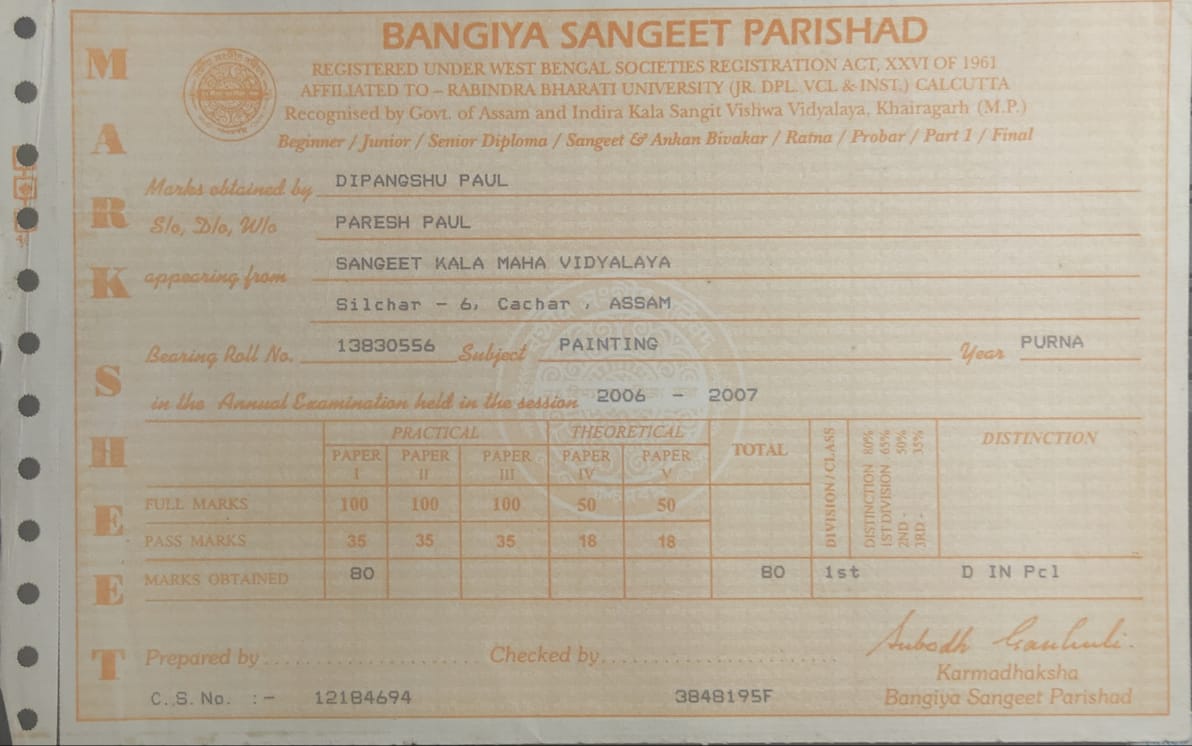 MARKSHEET
BANGIYA SANGEET PARISHAD
REGISTERED UNDER WEST BENGAL SOCIETIES REGISTRATION ACT, XXVI OF 1961
AFFILIATED TO – RABINDRA BHARATI UNIVERSITY (JR. DPL. VCL & INST.) CALCUTTA
Recognised by Govt. of Assam and Indira Kala Sangit Vishwa Vidyalaya, Khairagarh (M.P.)
Beginner / Junior / Senior Diploma / Sangeet & Ankan Bivakar / Ratna / Probar / Part 1 / Final
Marks obtained by DIPANGSHU PAUL
S/o, D/o, W/o PARESH PAUL
appearing from SANGEET KALA MAHA VIDYALAYA
Silchar - 6, Cachar , ASSAM
Bearing Roll No. 13830556 Subject PAINTING Year PURNA
in the Annual Examination held in the session 2006 - 2007
PRACTICAL THEORETICAL TOTAL DIVISION/CLASS DISTINCTION 80% 1ST DIVISION 65% 2ND - 50% 3RD - 35% DISTINCTION
PAPER I PAPER II PAPER III PAPER IV PAPER V
FULL MARKS 100 100 100 50 50
PASS MARKS 35 35 35 18 18
MARKS OBTAINED 80 80 1st D IN Pcl
Subodh Ganguli.
Prepared by ........................ Checked by ........................
Karmadhaksha
C.S.No. :- 12184694 3848195F Bangiya Sangeet Parishad